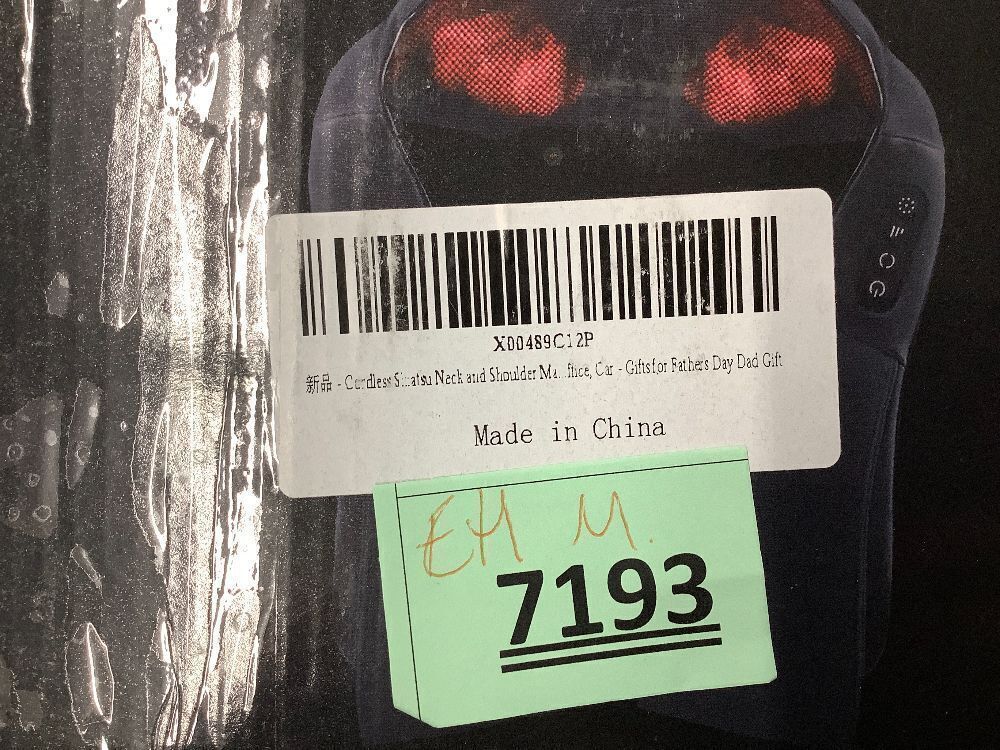 X00489C12P
新品 - Cordless Shiatsu Neck and Shoulder Ma...ffice, Car - Gifts for Fathers Day Dad Gift
Made in China
EH M.
7193